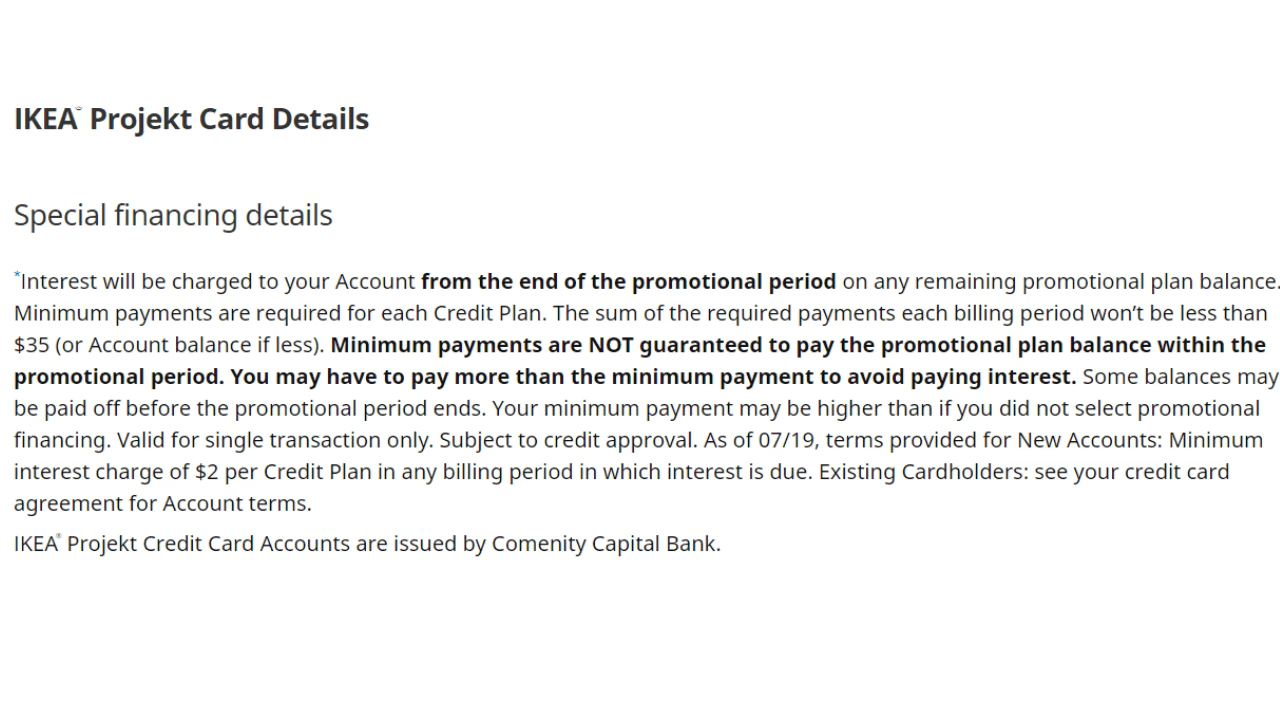 IKEA® Projekt Card Details
Special financing details
*Interest will be charged to your Account from the end of the promotional period on any remaining promotional plan balance.
Minimum payments are required for each Credit Plan. The sum of the required payments each billing period won’t be less than
$35 (or Account balance if less). Minimum payments are NOT guaranteed to pay the promotional plan balance within the
promotional period. You may have to pay more than the minimum payment to avoid paying interest. Some balances may
be paid off before the promotional period ends. Your minimum payment may be higher than if you did not select promotional
financing. Valid for single transaction only. Subject to credit approval. As of 07/19, terms provided for New Accounts: Minimum
interest charge of $2 per Credit Plan in any billing period in which interest is due. Existing Cardholders: see your credit card
agreement for Account terms.
IKEA® Projekt Credit Card Accounts are issued by Comenity Capital Bank.